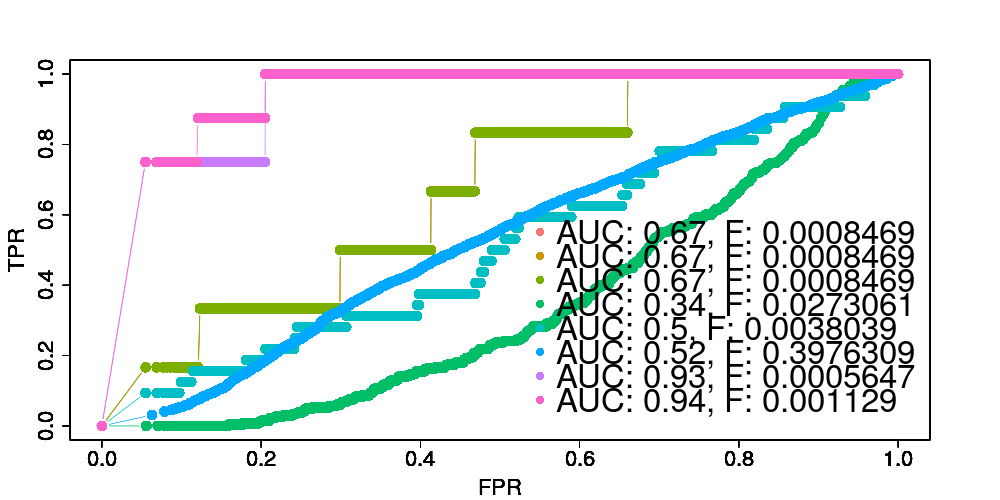 1.0
0.8
0.6
0.4
0.2
0.0
TPR
AUC: 0.67, F: 0.0008469
AUC: 0.67, F: 0.0008469
AUC: 0.67, F: 0.0008469
AUC: 0.34, F: 0.0273061
AUC: 0.5, F: 0.0038039
AUC: 0.52, F: 0.3976309
AUC: 0.93, F: 0.0005647
AUC: 0.94, F: 0.001129
0.0 0.2 0.4 0.6 0.8 1.0
FPR